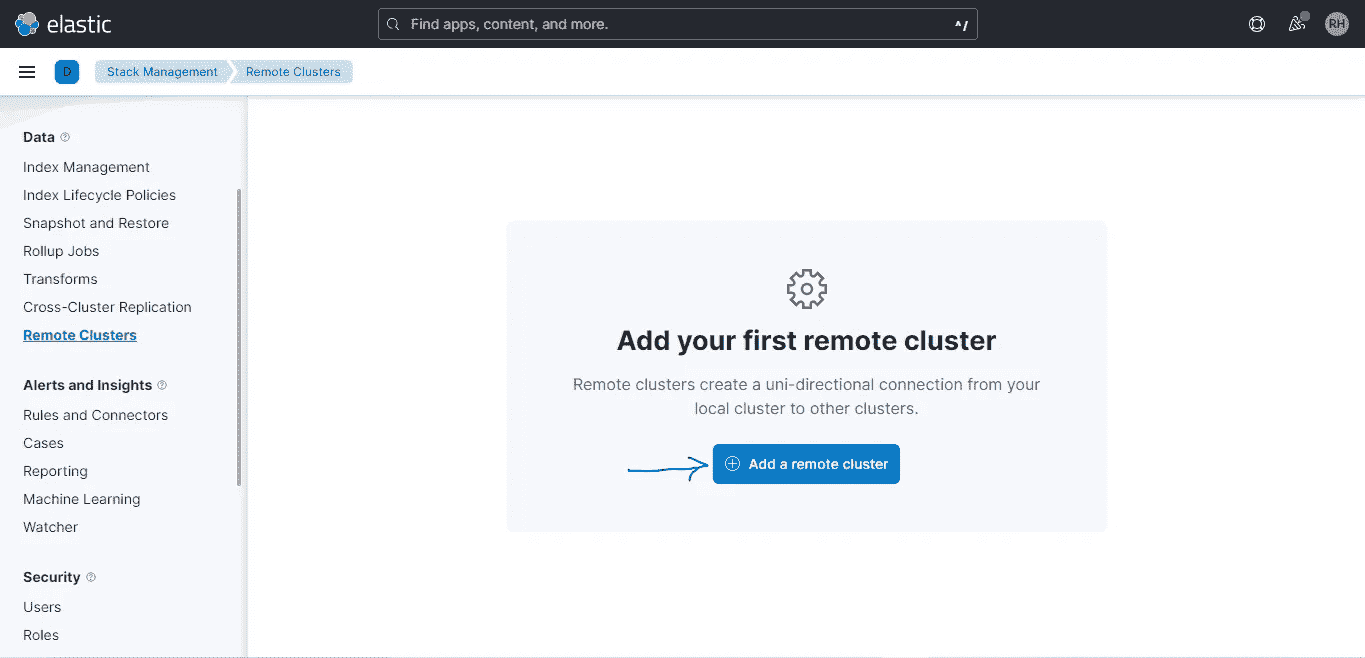 elastic
Find apps, content, and more.
^/
RH
D
Stack Management
Remote Clusters
Data
Index Management
Index Lifecycle Policies
Snapshot and Restore
Rollup Jobs
Transforms
Cross-Cluster Replication
Remote Clusters
Alerts and Insights
Rules and Connectors
Cases
Reporting
Machine Learning
Watcher
Security
Users
Roles
Add your first remote cluster
Remote clusters create a uni-directional connection from your
local cluster to other clusters.
Add a remote cluster